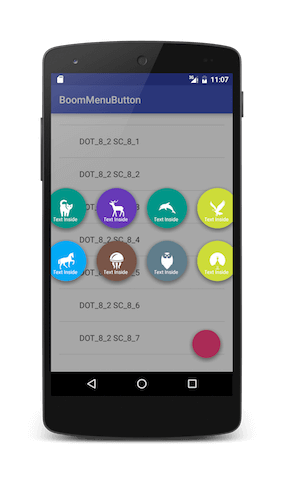 3G 11:07
BoomMenuButton
DOT_8_2 SC_8_1
DOT_8_2 SC_8_2
Text Inside
Text Inside
Text Inside
Text Inside
DOT_8_2 SC_8_4
Text Inside
Text Inside
Text Inside
Text Inside
DOT_8_2 SC_8_6
DOT_8_2 SC_8_7